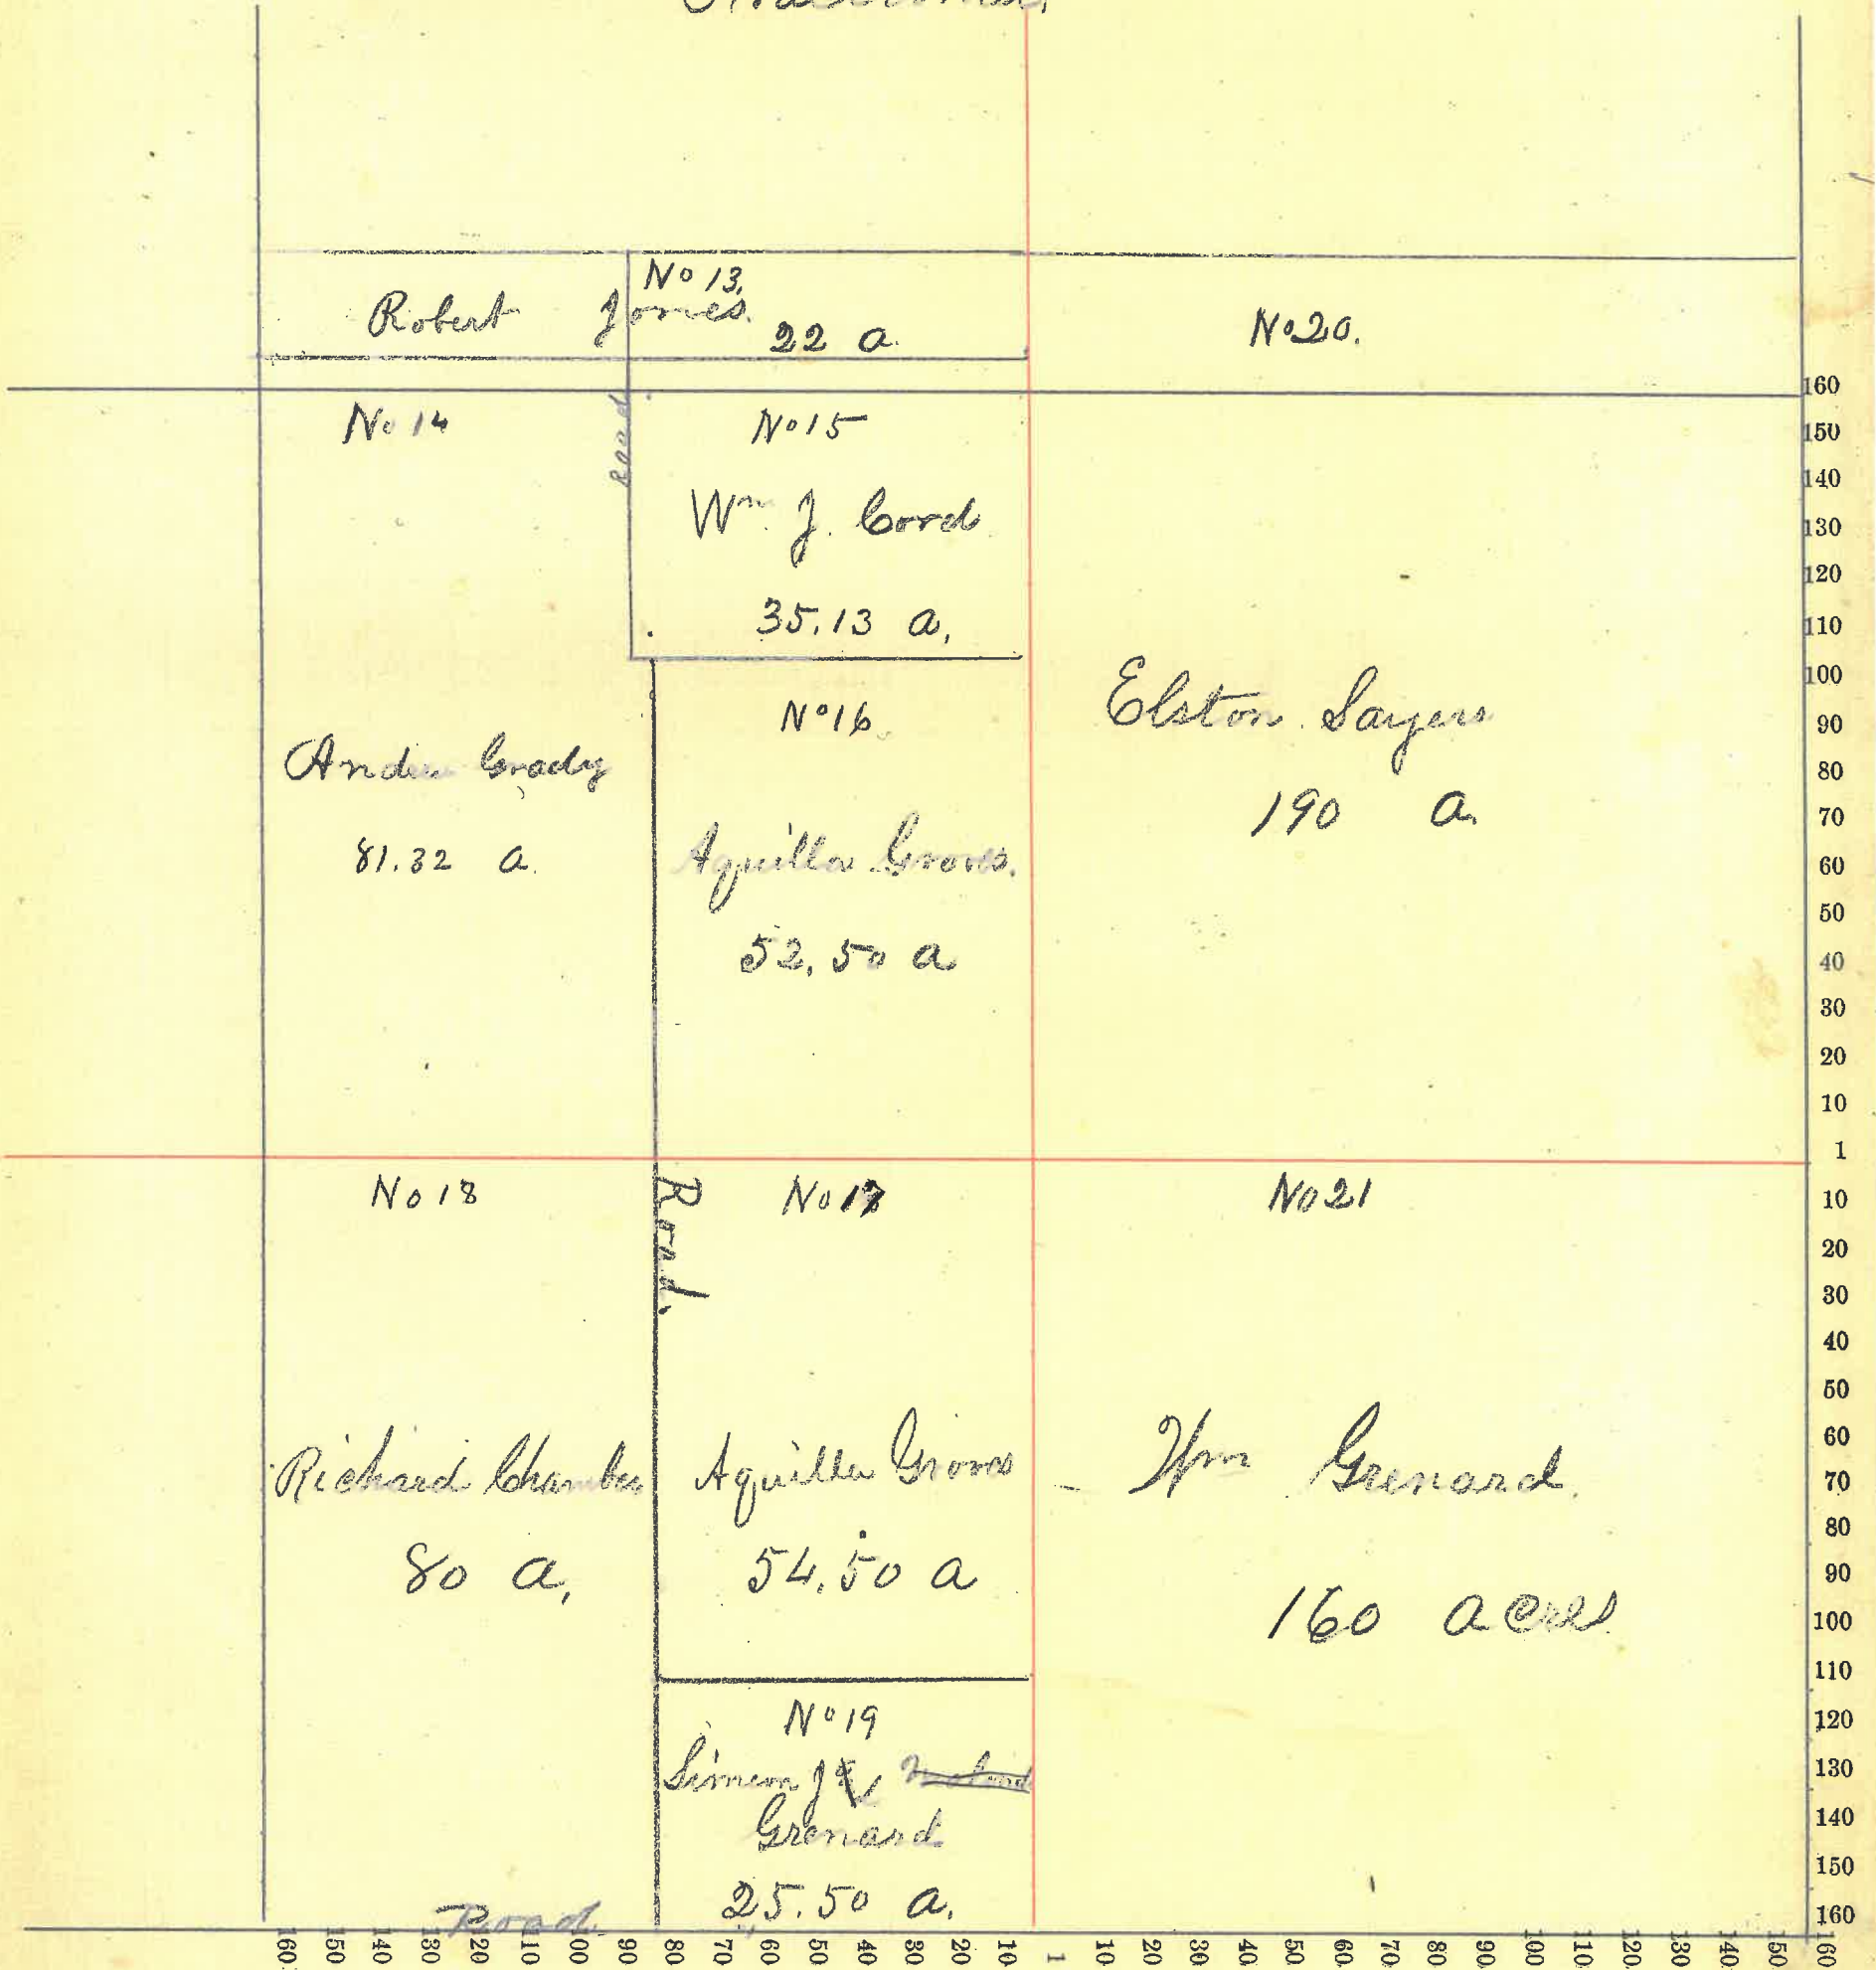 No 13.
Robert Jones.
22 a.
No 20.
No 14
Road
No 15
Wm J. Cord
35.13 a.
No 16
Elston Sayers
190 a.
Andrew Grady
81.32 a.
Aquilla Groves.
52.50 a
No 18
Road.
No 17
No 21
Richard Chamber
80 a.
Aquilla Groves
54.50 a
Wm Grenard.
160 acres
No 19
Simeon J
Grenard
25.50 a.
Road
160
150
140
130
120
110
100
90
80
70
60
50
40
30
20
10
1
10
20
30
40
50
60
70
80
90
100
110
120
130
140
150
160
160 150 140 130 120 110 100 90 80 70 60 50 40 30 20 10 1 10 20 30 40 50 60 70 80 90 100 110 120 130 140 150 160